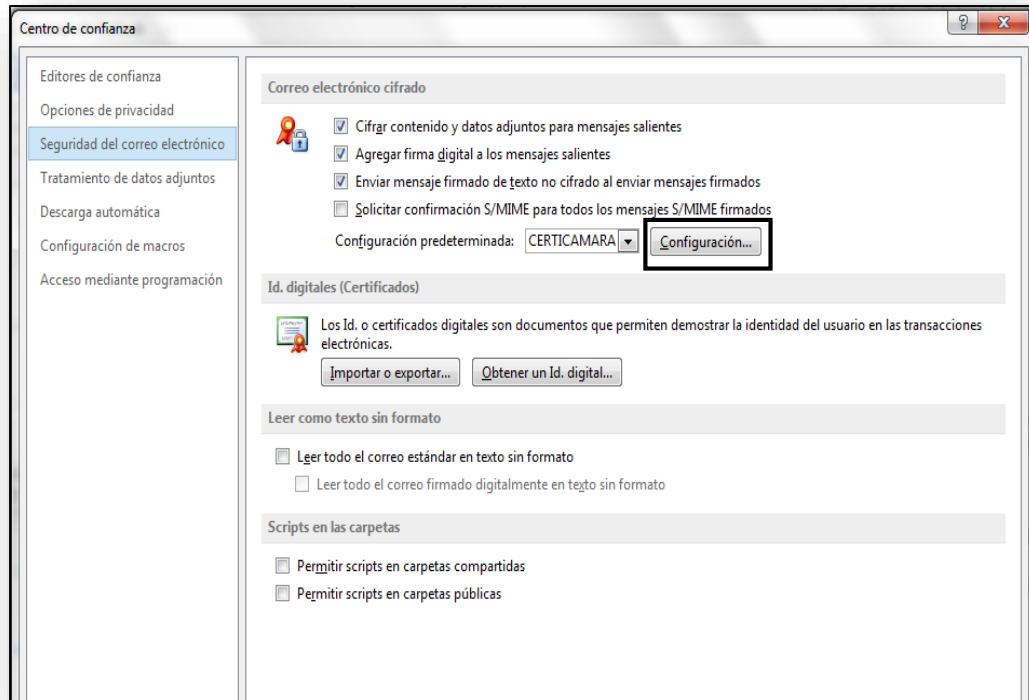 Centro de confianza
Editores de confianza
Opciones de privacidad
Seguridad del correo electrónico
Tratamiento de datos adjuntos
Descarga automática
Configuración de macros
Acceso mediante programación
Correo electrónico cifrado
Cifrar contenido y datos adjuntos para mensajes salientes
Agregar firma digital a los mensajes salientes
Enviar mensaje firmado de texto no cifrado al enviar mensajes firmados
Solicitar confirmación S/MIME para todos los mensajes S/MIME firmados
Configuración predeterminada: CERTICAMARA Configuración...
Id. digitales (Certificados)
Los Id. o certificados digitales son documentos que permiten demostrar la identidad del usuario en las transacciones
electrónicas.
Importar o exportar... Obtener un Id. digital...
Leer como texto sin formato
Leer todo el correo estándar en texto sin formato
Leer todo el correo firmado digitalmente en texto sin formato
Scripts en las carpetas
Permitir scripts en carpetas compartidas
Permitir scripts en carpetas públicas